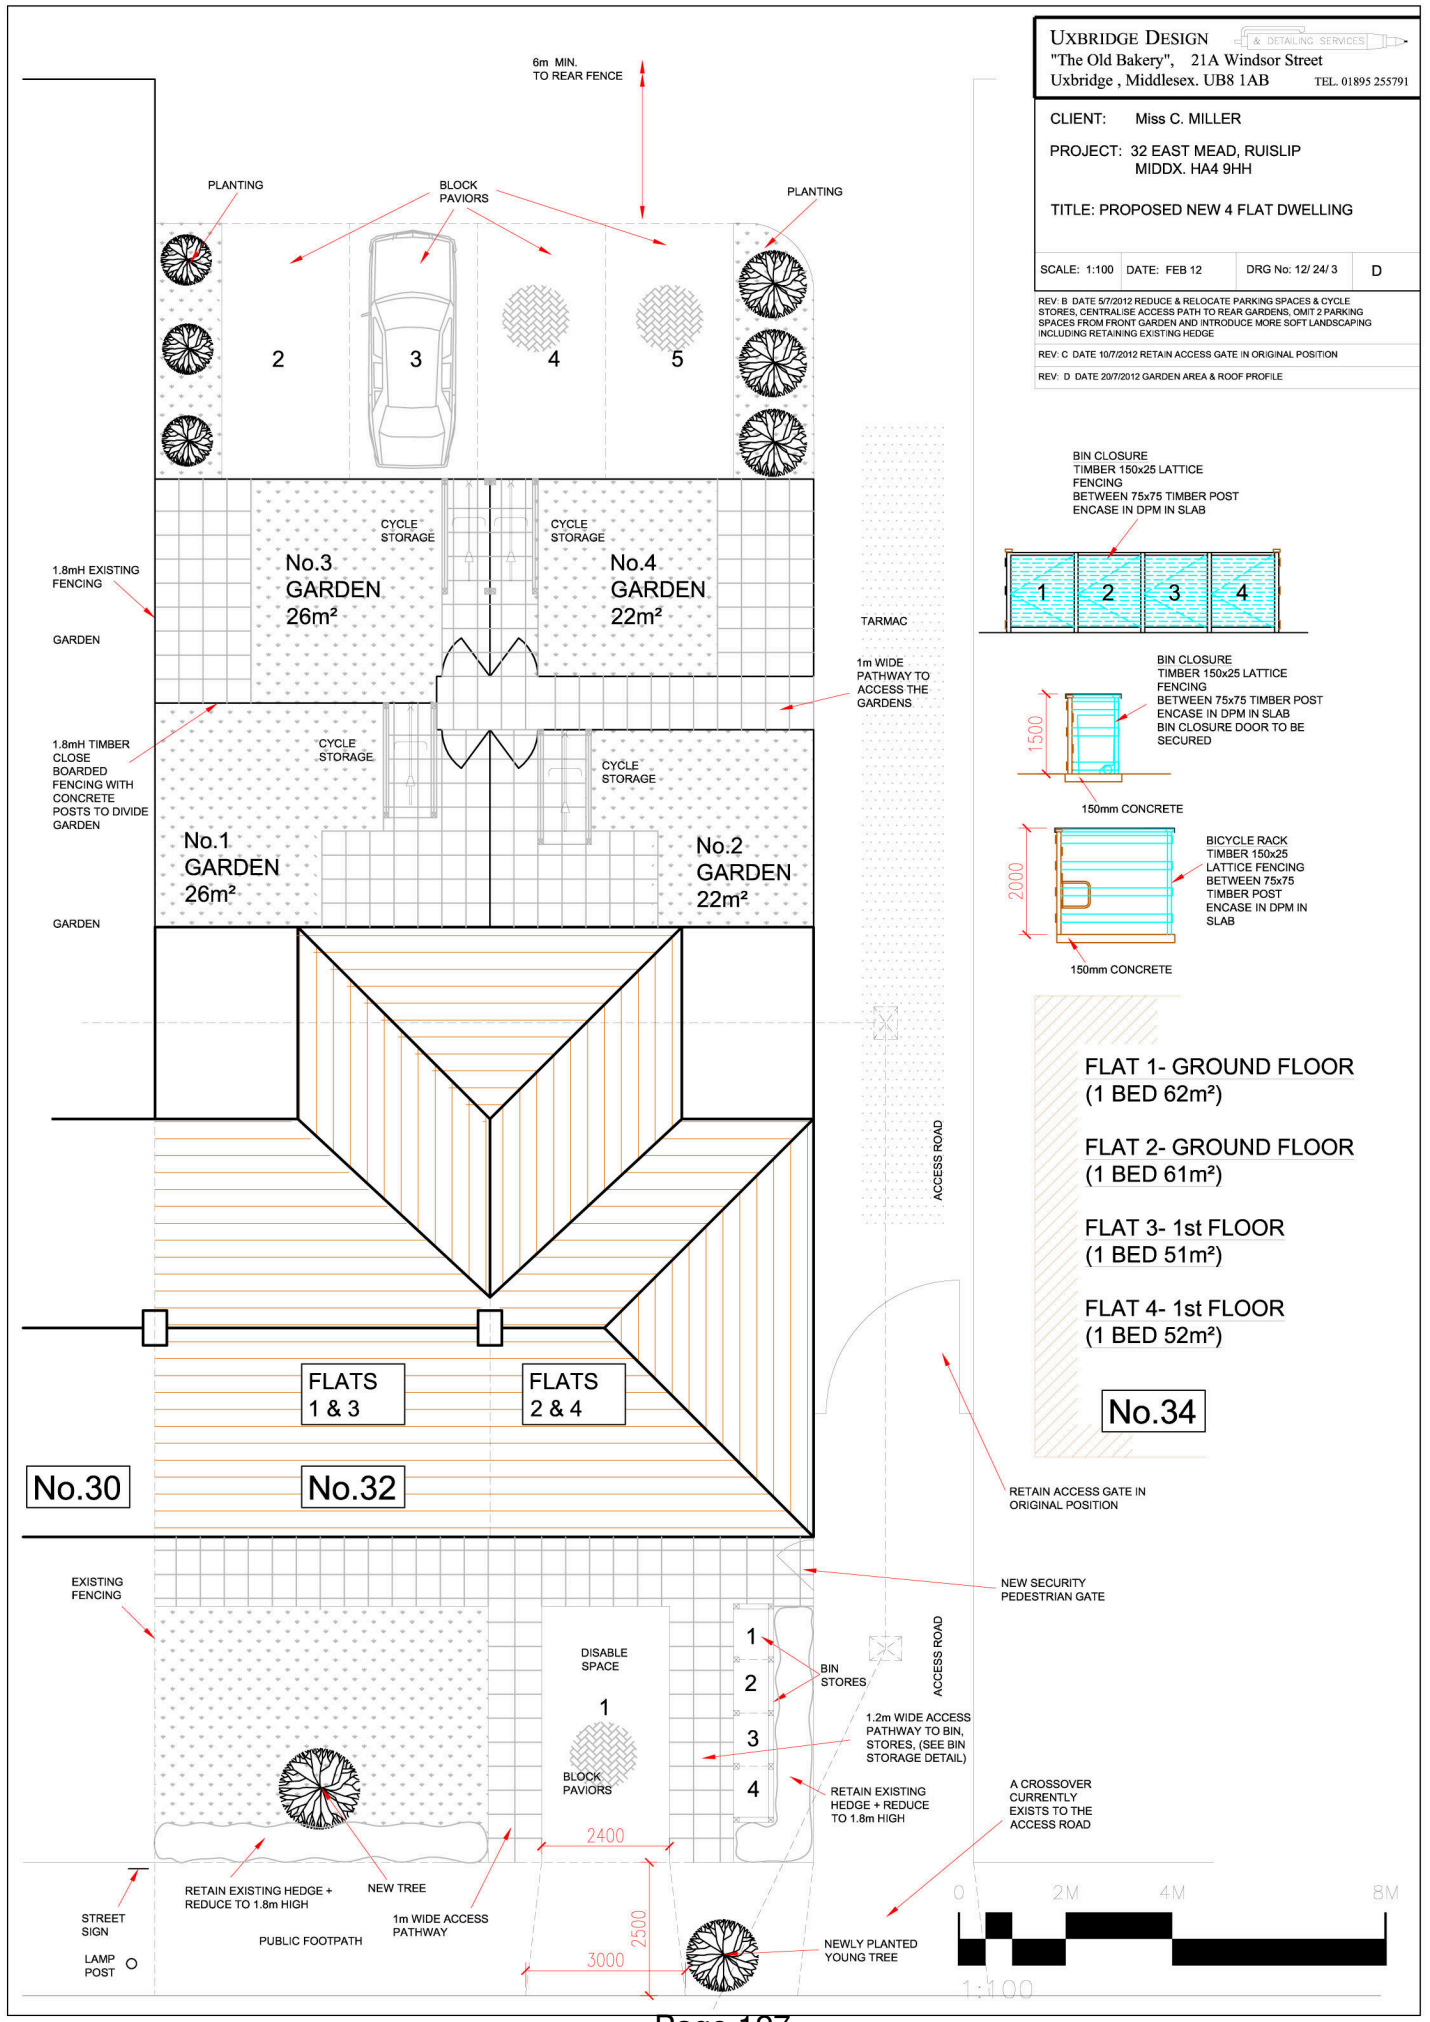 UXBRIDGE DESIGN & DETAILING SERVICES
"The Old Bakery", 21A Windsor Street
Uxbridge , Middlesex. UB8 1AB TEL. 01895 255791
CLIENT: Miss C. MILLER
PROJECT: 32 EAST MEAD, RUISLIP
MIDDX. HA4 9HH
TITLE: PROPOSED NEW 4 FLAT DWELLING
SCALE: 1:100 DATE: FEB 12 DRG No: 12/ 24/ 3 D
REV: B DATE 5/7/2012 REDUCE & RELOCATE PARKING SPACES & CYCLE
STORES, CENTRALISE ACCESS PATH TO REAR GARDENS, OMIT 2 PARKING
SPACES FROM FRONT GARDEN AND INTRODUCE MORE SOFT LANDSCAPING
INCLUDING RETAINING EXISTING HEDGE
REV: C DATE 10/7/2012 RETAIN ACCESS GATE IN ORIGINAL POSITION
REV: D DATE 20/7/2012 GARDEN AREA & ROOF PROFILE
6m MIN.
TO REAR FENCE
PLANTING
BLOCK
PAVIORS
PLANTING
2
3
4
5
CYCLE
STORAGE
CYCLE
STORAGE
No.3
GARDEN
26m²
No.4
GARDEN
22m²
1.8mH EXISTING
FENCING
GARDEN
TARMAC
1m WIDE
PATHWAY TO
ACCESS THE
GARDENS
1.8mH TIMBER
CLOSE
BOARDED
FENCING WITH
CONCRETE
POSTS TO DIVIDE
GARDEN
CYCLE
STORAGE
CYCLE
STORAGE
No.1
GARDEN
26m²
No.2
GARDEN
22m²
GARDEN
BIN CLOSURE
TIMBER 150x25 LATTICE
FENCING
BETWEEN 75x75 TIMBER POST
ENCASE IN DPM IN SLAB
1
2
3
4
BIN CLOSURE
TIMBER 150x25 LATTICE
FENCING
BETWEEN 75x75 TIMBER POST
ENCASE IN DPM IN SLAB
BIN CLOSURE DOOR TO BE
SECURED
1500
150mm CONCRETE
BICYCLE RACK
TIMBER 150x25
LATTICE FENCING
BETWEEN 75x75
TIMBER POST
ENCASE IN DPM IN
SLAB
2000
150mm CONCRETE
FLAT 1- GROUND FLOOR
(1 BED 62m²)
FLAT 2- GROUND FLOOR
(1 BED 61m²)
FLAT 3- 1st FLOOR
(1 BED 51m²)
FLAT 4- 1st FLOOR
(1 BED 52m²)
No.34
ACCESS ROAD
FLATS
1 & 3
FLATS
2 & 4
No.30
No.32
RETAIN ACCESS GATE IN
ORIGINAL POSITION
EXISTING
FENCING
NEW SECURITY
PEDESTRIAN GATE
DISABLE
SPACE
1
BLOCK
PAVIORS
1
2
3
4
BIN
STORES
ACCESS ROAD
1.2m WIDE ACCESS
PATHWAY TO BIN,
STORES, (SEE BIN
STORAGE DETAIL)
RETAIN EXISTING
HEDGE + REDUCE
TO 1.8m HIGH
A CROSSOVER
CURRENTLY
EXISTS TO THE
ACCESS ROAD
2400
RETAIN EXISTING HEDGE +
REDUCE TO 1.8m HIGH
NEW TREE
1m WIDE ACCESS
PATHWAY
STREET
SIGN
PUBLIC FOOTPATH
LAMP
POST
2500
3000
NEWLY PLANTED
YOUNG TREE
0 2M 4M 8M
1:100
Page 127